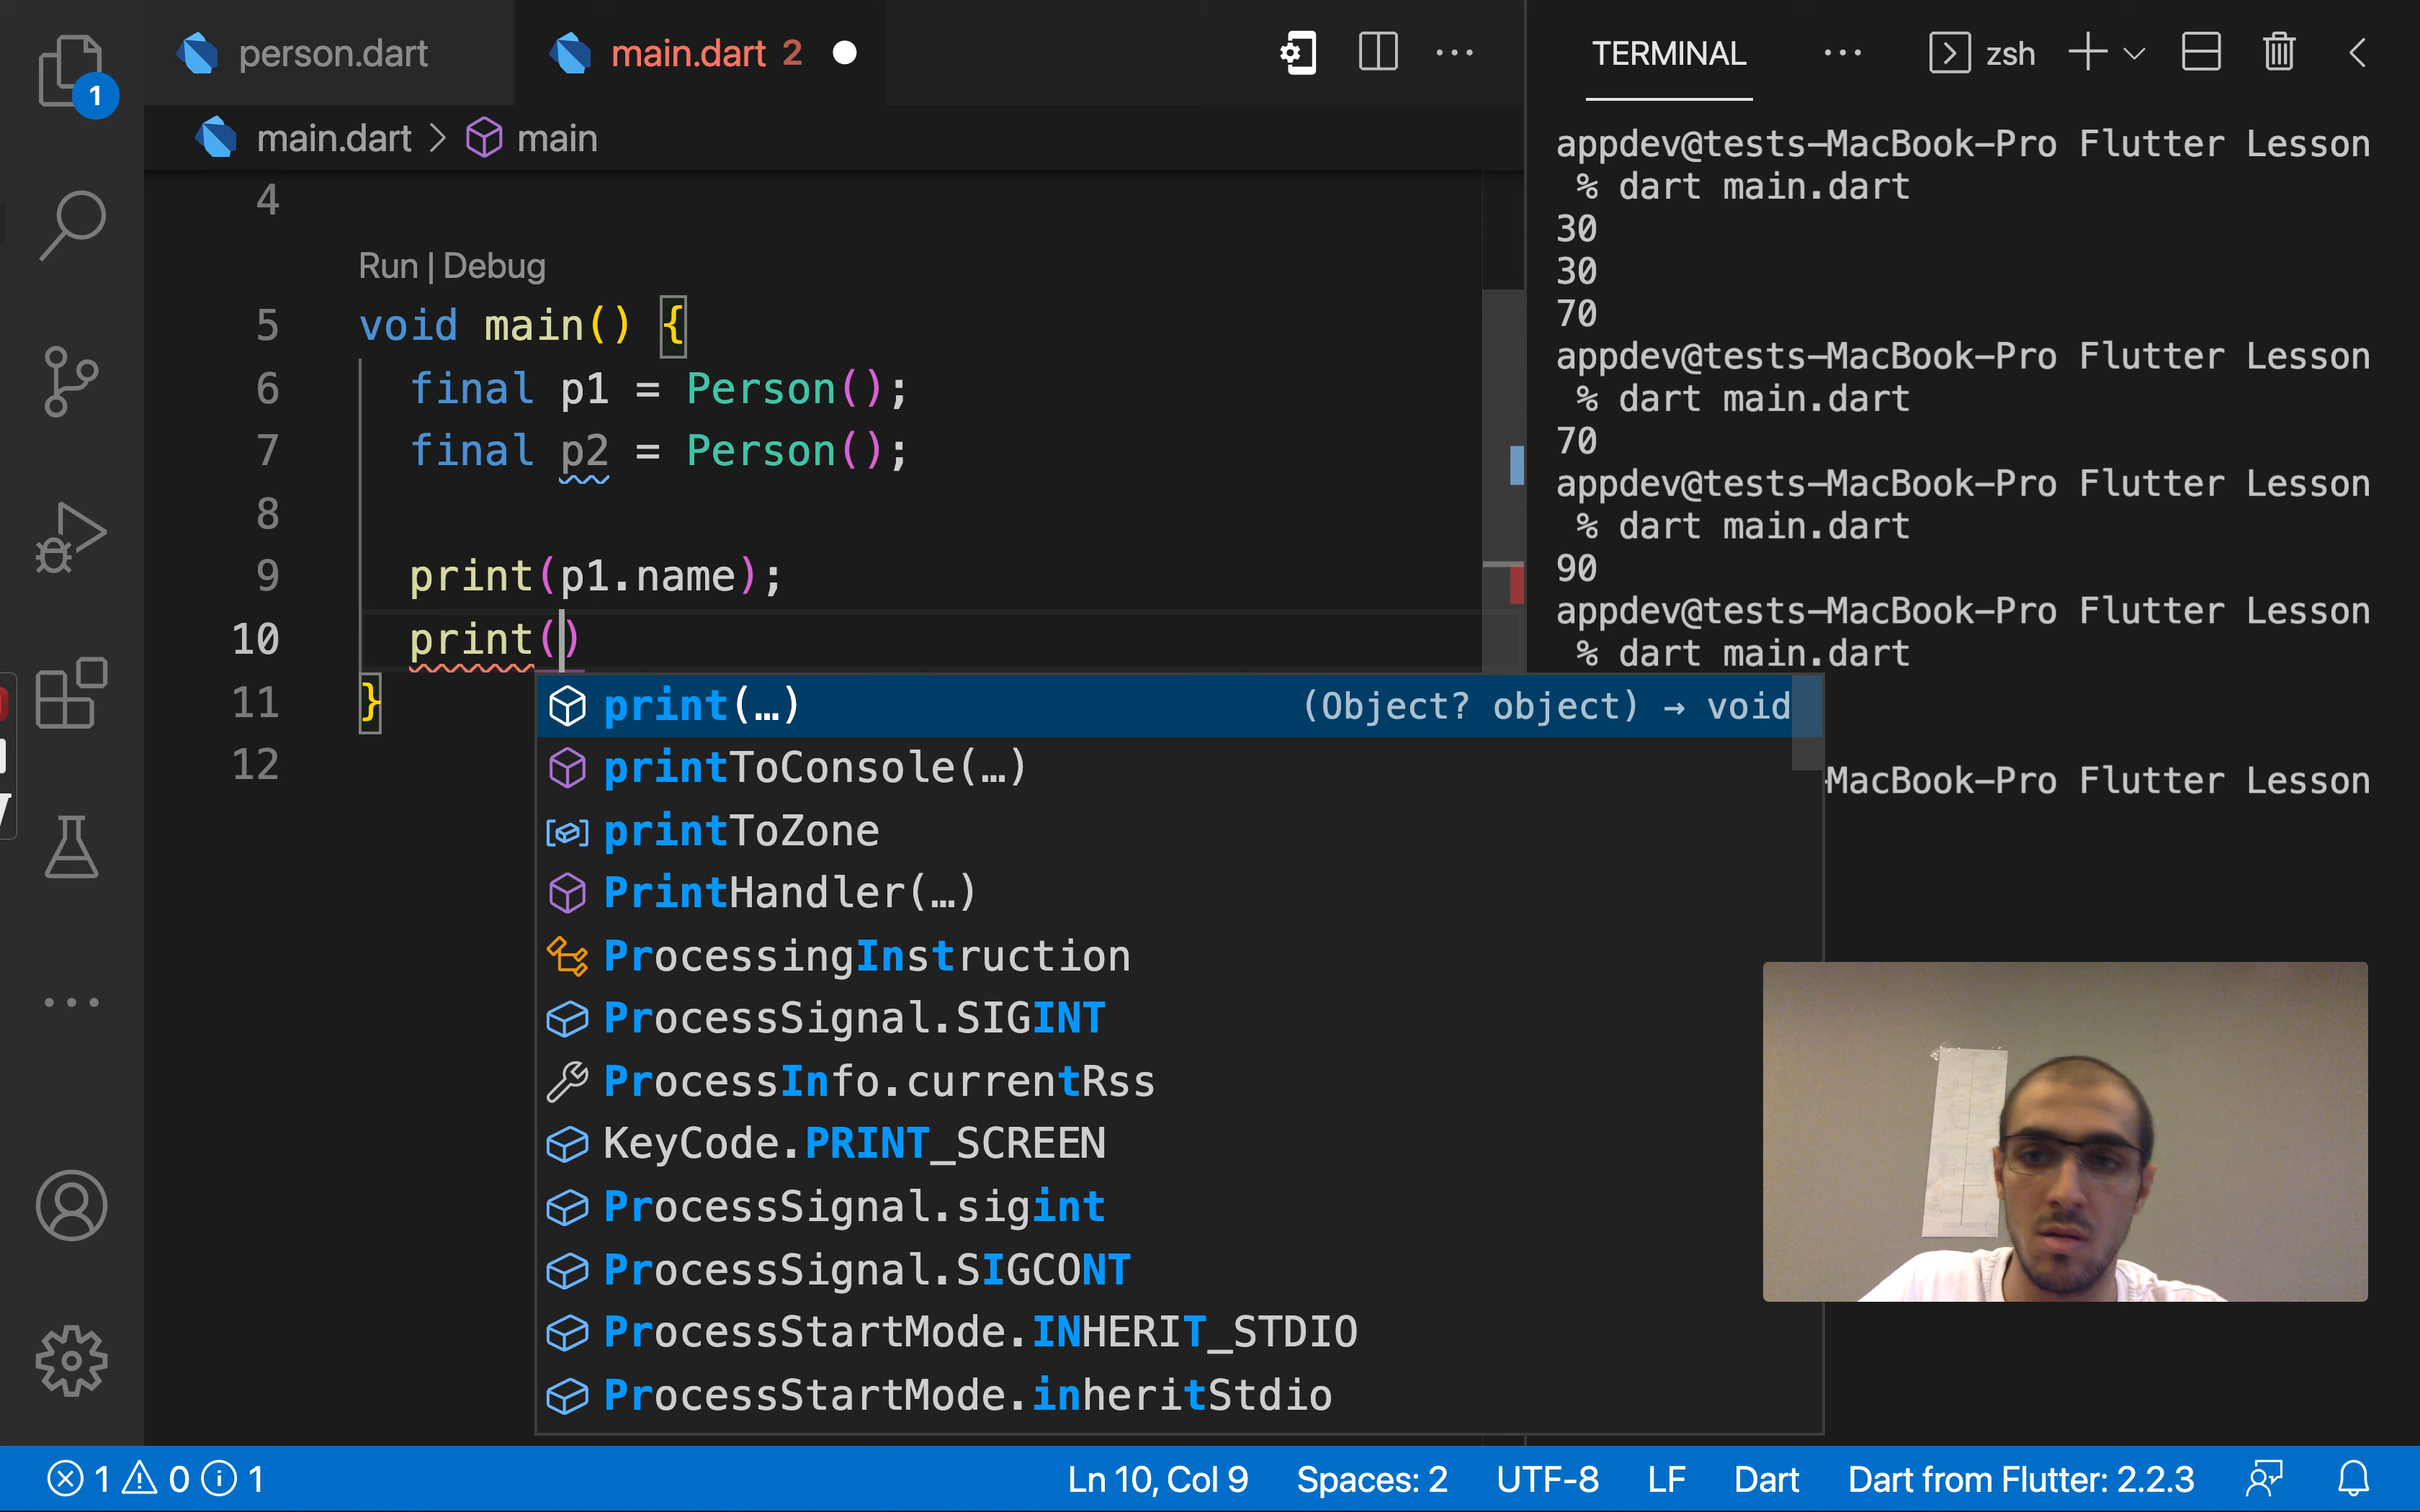 1
person.dart
main.dart 2
main.dart > main
4
Run | Debug
5 void main() {
6 final p1 = Person();
7 final p2 = Person();
8
9 print(p1.name);
10 print()
11 }
12
print(…) (Object? object) → void
printToConsole(…)
printToZone
PrintHandler(…)
ProcessingInstruction
ProcessSignal.SIGINT
ProcessInfo.currentRss
KeyCode.PRINT_SCREEN
ProcessSignal.sigint
ProcessSignal.SIGCONT
ProcessStartMode.INHERIT_STDIO
ProcessStartMode.inheritStdio
TERMINAL
zsh
appdev@tests-MacBook-Pro Flutter Lesson
% dart main.dart
30
30
70
appdev@tests-MacBook-Pro Flutter Lesson
% dart main.dart
70
appdev@tests-MacBook-Pro Flutter Lesson
% dart main.dart
90
appdev@tests-MacBook-Pro Flutter Lesson
% dart main.dart
MacBook-Pro Flutter Lesson
1 0 1
Ln 10, Col 9 Spaces: 2 UTF-8 LF Dart Dart from Flutter: 2.2.3